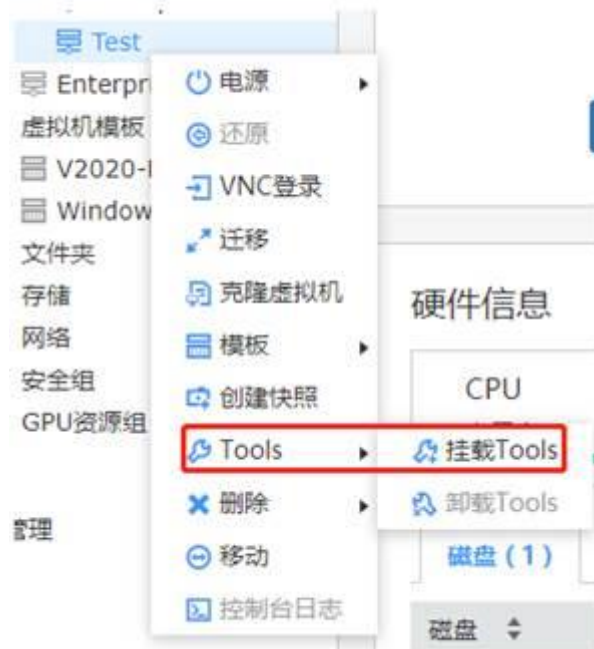 Test
Enterpr
虚拟机模板
V2020-
Window
文件夹
存储
网络
安全组
GPU资源组
管理
电源
还原
VNC登录
迁移
克隆虚拟机
模板
创建快照
Tools
删除
移动
控制台日志
挂载Tools
卸载Tools
硬件信息
CPU
磁盘（1）
磁盘